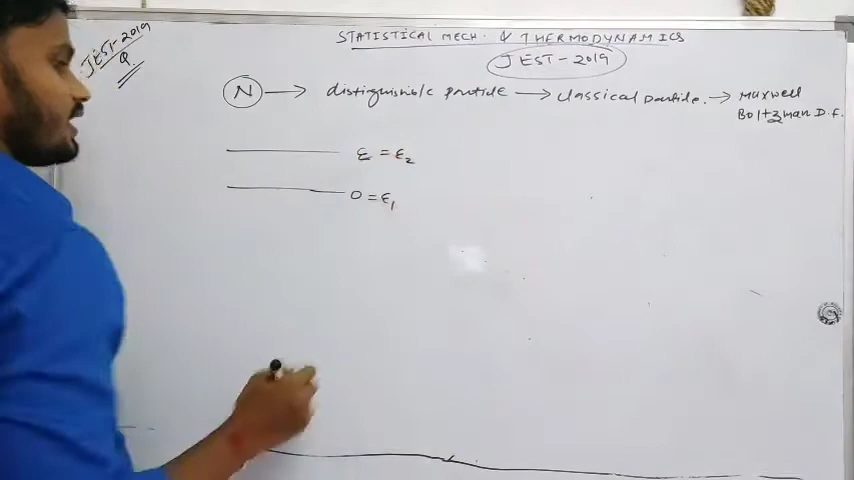 JEST-2019
Q.
STATISTICAL MECH. & THERMODYNAMICS
JEST-2019
N → distinguishable particle → classical particle. → Maxwell
Boltzman D.f.
ε = ε₂
0 = ε₁